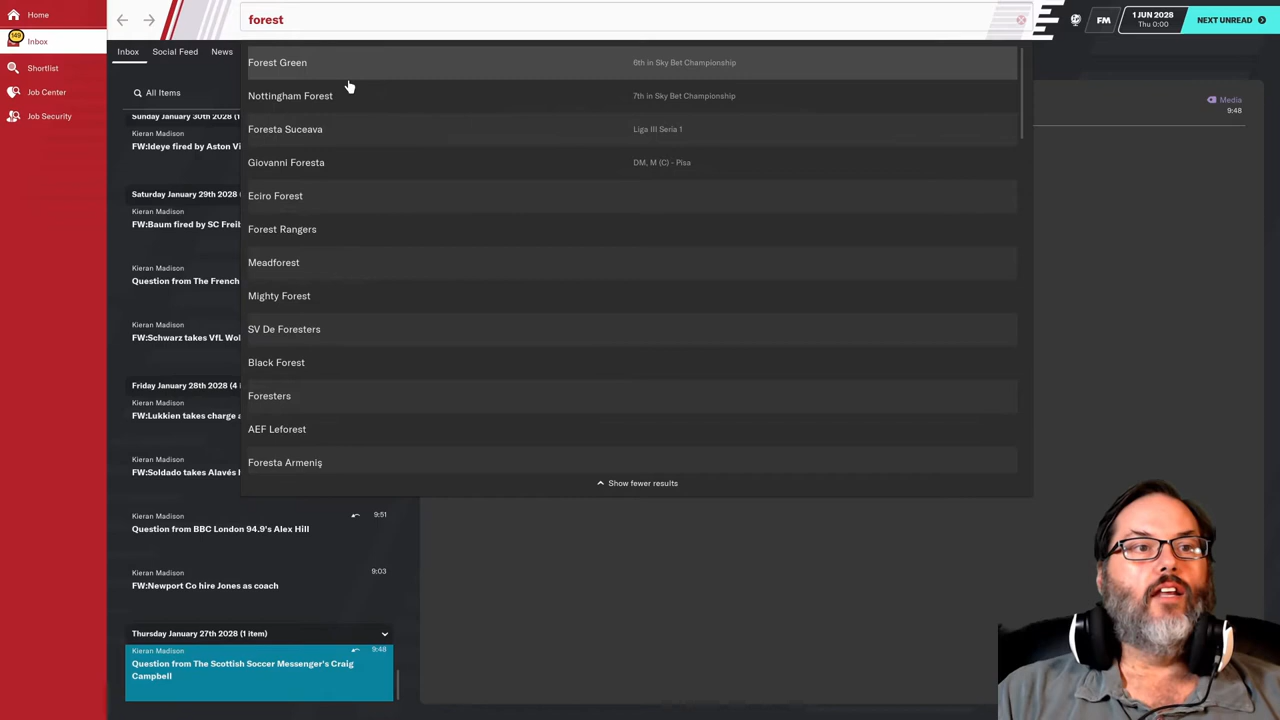 Home
149
Inbox
Shortlist
Job Center
Job Security
forest
FM
1 JUN 2028
Thu 0:00
NEXT UNREAD
Inbox
Social Feed
News
All Items
Forest Green
6th in Sky Bet Championship
Nottingham Forest
7th in Sky Bet Championship
Foresta Suceava
Liga III Seria 1
Giovanni Foresta
DM, M (C) - Pisa
Eciro Forest
Forest Rangers
Meadforest
Mighty Forest
SV De Foresters
Black Forest
Foresters
AEF Leforest
Foresta Armeniş
Show fewer results
Media
9:48
Sunday January 30th 2028 (1
Kieran Madison
FW:Ideye fired by Aston Vi
Saturday January 29th 2028 (
Kieran Madison
FW:Baum fired by SC Freib
Kieran Madison
Question from The French
Kieran Madison
FW:Schwarz takes VfL Wol
Friday January 28th 2028 (4 i
Kieran Madison
FW:Lukkien takes charge a
Kieran Madison
FW:Soldado takes Alavés h
Kieran Madison
9:51
Question from BBC London 94.9's Alex Hill
Kieran Madison
9:03
FW:Newport Co hire Jones as coach
Thursday January 27th 2028 (1 item)
Kieran Madison
9:48
Question from The Scottish Soccer Messenger's Craig
Campbell